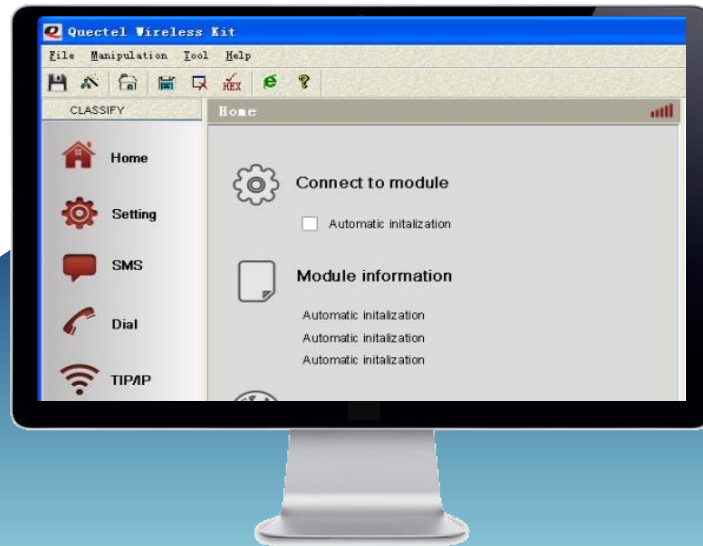 Quectel Wireless Kit
File Manipulation Tool Help
HEX
CLASSIFY
Home
Home
Setting
SMS
Dial
TIP/IP
Connect to module
Automatic initalization
Module information
Automatic initalization
Automatic initalization
Automatic initalization